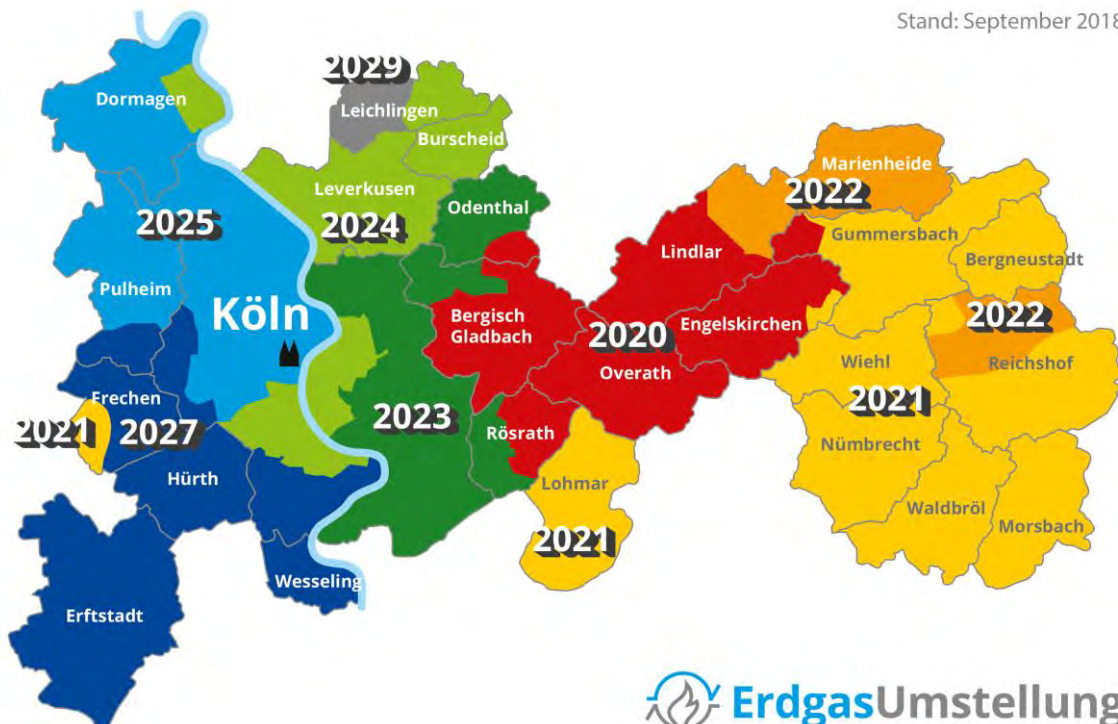 Stand: September 2018
2029
Dormagen
Leichlingen
Burscheid
Marienheide
Leverkusen
2022
Odenthal
2025
2024
Gummersbach
Lindlar
Bergneustadt
Pulheim
Köln
Bergisch
Gladbach
2020
Engelskirchen
2022
Wiehl
Reichshof
Overath
Frechen
2021
2023
2021
2027
Rösrath
Nümbrecht
Hürth
Lohmar
Waldbröl
Morsbach
2021
Wesseling
Erftstadt
ErdgasUmstellung